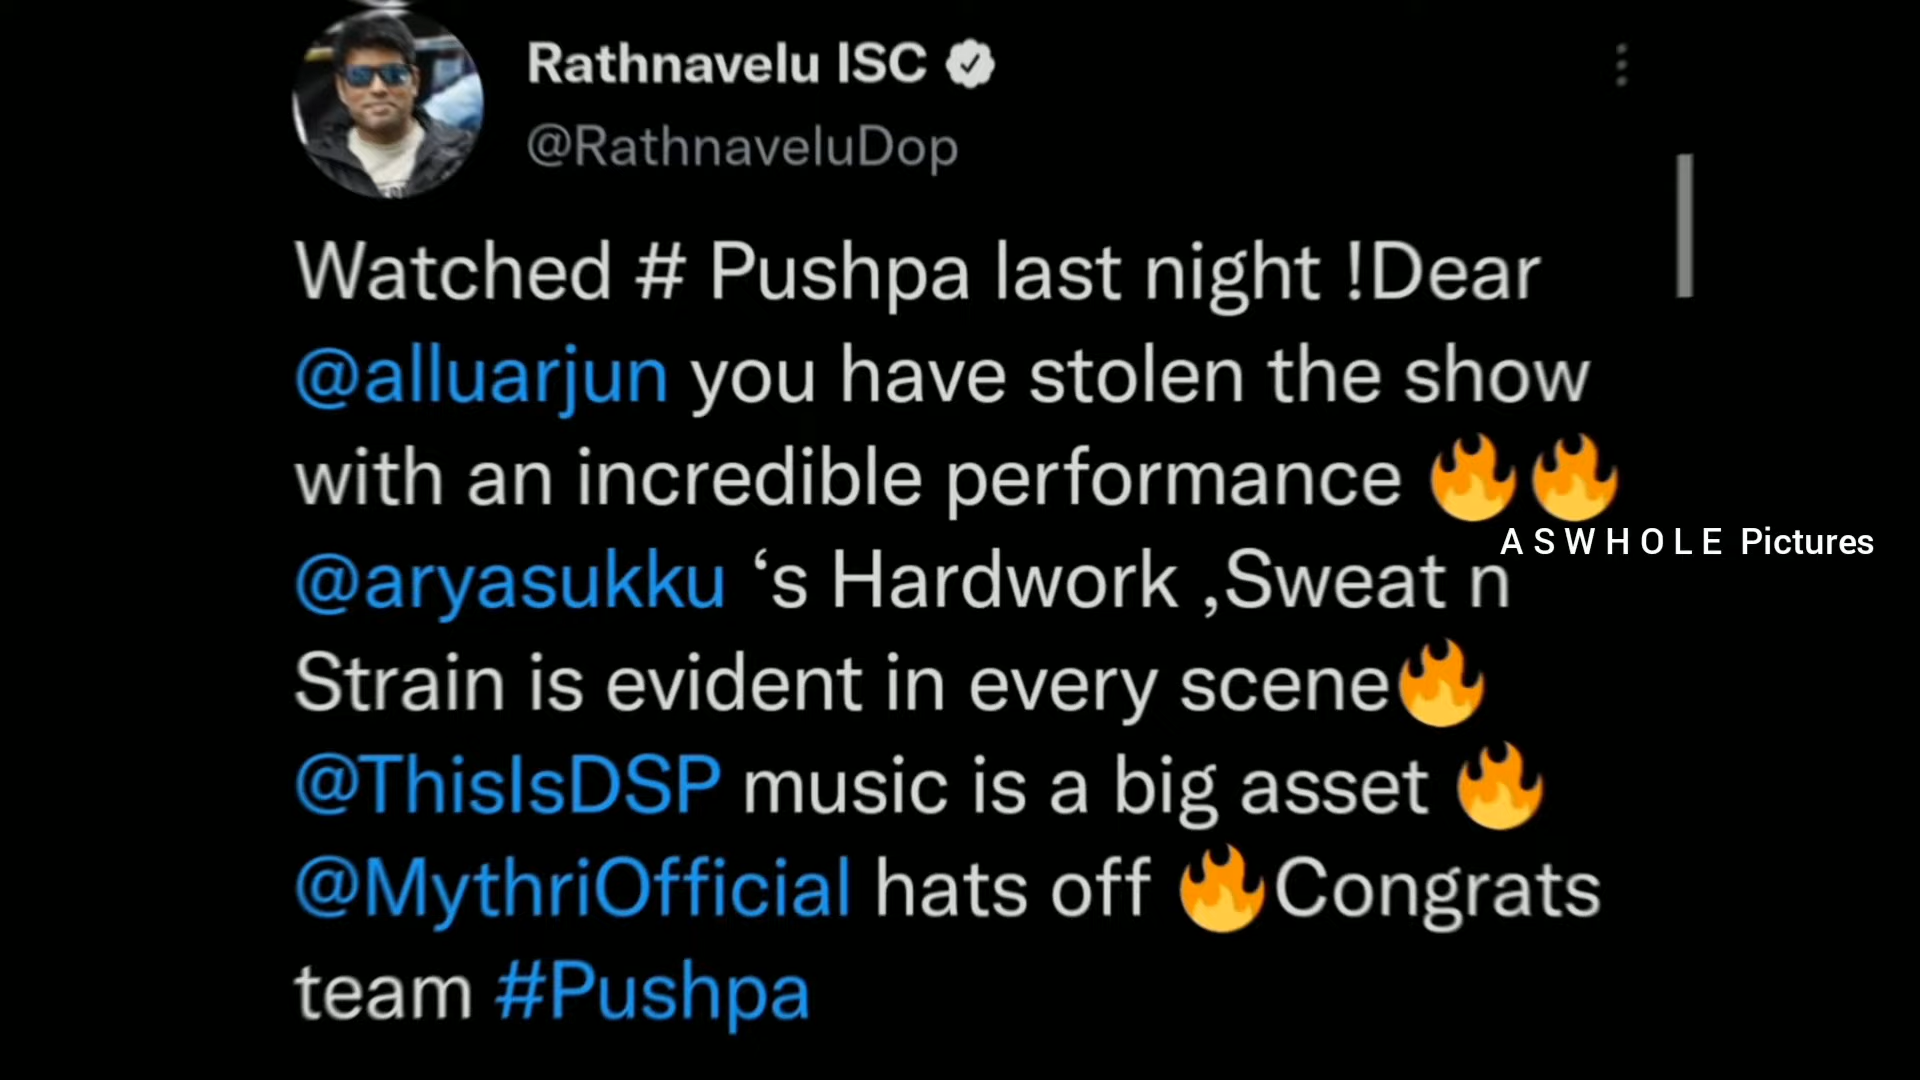 Rathnavelu ISC
@RathnaveluDop
Watched # Pushpa last night !Dear
@alluarjun you have stolen the show
with an incredible performance 🔥🔥
ASWHOLE Pictures
@aryasukku ‘s Hardwork ,Sweat n
Strain is evident in every scene🔥
@ThisIsDSP music is a big asset 🔥
@MythriOfficial hats off 🔥Congrats
team #Pushpa